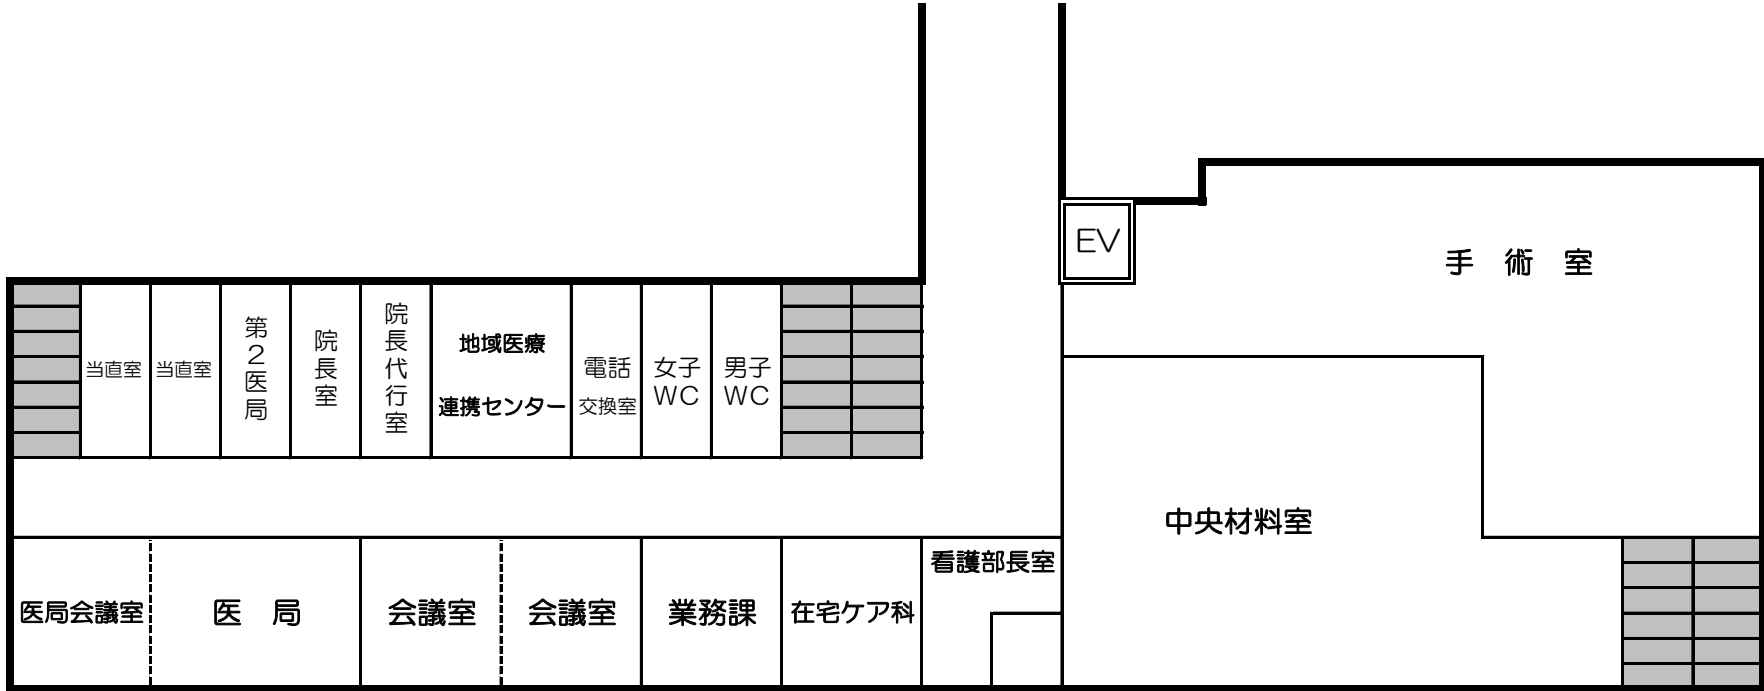 EV
手 術 室
当直室
当直室
第2医局
院長室
院長代行室
地域医療
連携センター
電話
交換室
女子
WC
男子
WC
中央材料室
医局会議室
医 局
会議室
会議室
業務課
在宅ケア科
看護部長室